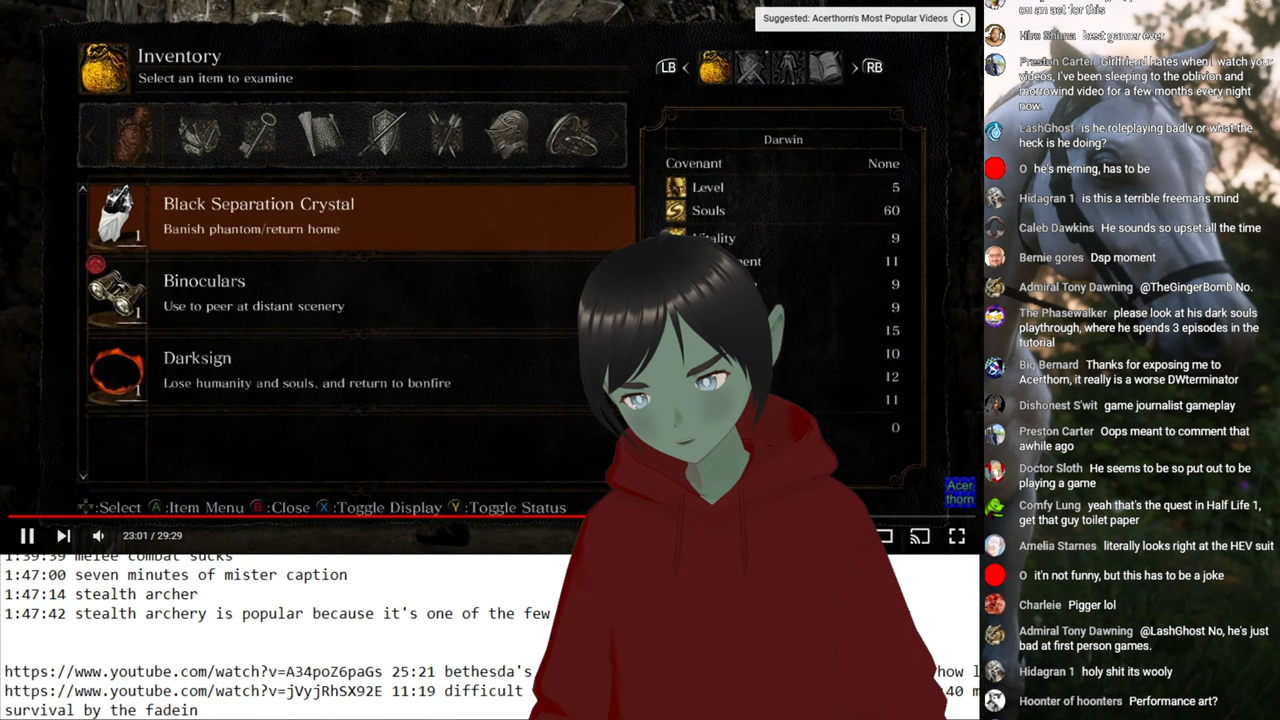 Suggested: Acerthorn's Most Popular Videos
Inventory
Select an item to examine
LB
RB
Darwin
Covenant None
Level 5
Souls 60
Vitality 9
11
9
9
15
10
12
11
0
Black Separation Crystal
Banish phantom/return home
1
Binoculars
Use to peer at distant scenery
1
Darksign
Lose humanity and souls, and return to bonfire
1
:Select A:Item Menu B:Close X:Toggle Display Y:Toggle Status
Acer
thorn
23:01 / 29:29
1:39:39 melee combat sucks
1:47:00 seven minutes of mister caption
1:47:14 stealth archer
1:47:42 stealth archery is popular because it's one of the few
https://www.youtube.com/watch?v=A34poZ6paGs 25:21 bethesda's
how l
https://www.youtube.com/watch?v=jVyjRhSX92E 11:19 difficult
:40 m
survival by the fadein
on an act for this
Hiro Shima best gamer ever
Preston Carter Girlfriend hates when I watch your
videos, I've been sleeping to the oblivion and
morrowind video for a few months every night
now.
LashGhost is he roleplaying badly or what the
heck is he doing?
O he's meming, has to be
Hidagran 1 is this a terrible freemans mind
Caleb Dawkins He sounds so upset all the time
Bernie gores Dsp moment
Admiral Tony Dawning @TheGingerBomb No.
The Phasewalker please look at his dark souls
playthrough, where he spends 3 episodes in the
tutorial
Big Bernard Thanks for exposing me to
Acerthorn, it really is a worse DWterminator
Dishonest S'wit game journalist gameplay
Preston Carter Oops meant to comment that
awhile ago
Doctor Sloth He seems to be so put out to be
playing a game
Comfy Lung yeah that's the quest in Half Life 1,
get that guy toilet paper
Amelia Starnes literally looks right at the HEV suit
O it'n not funny, but this has to be a joke
Charleie Pigger lol
Admiral Tony Dawning @LashGhost No, he's just
bad at first person games.
Hidagran 1 holy shit its wooly
Hoonter of hoonters Performance art?